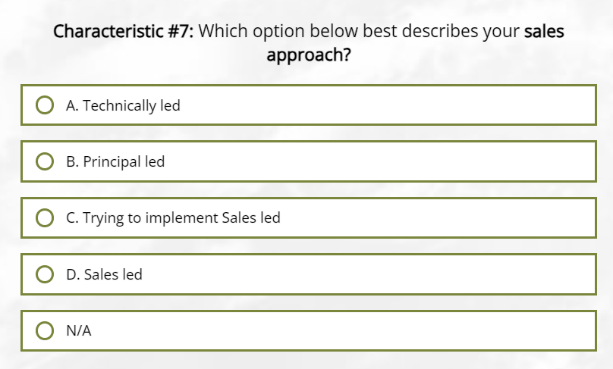 Characteristic #7: Which option below best describes your sales
approach?
A. Technically led
B. Principal led
C. Trying to implement Sales led
D. Sales led
N/A